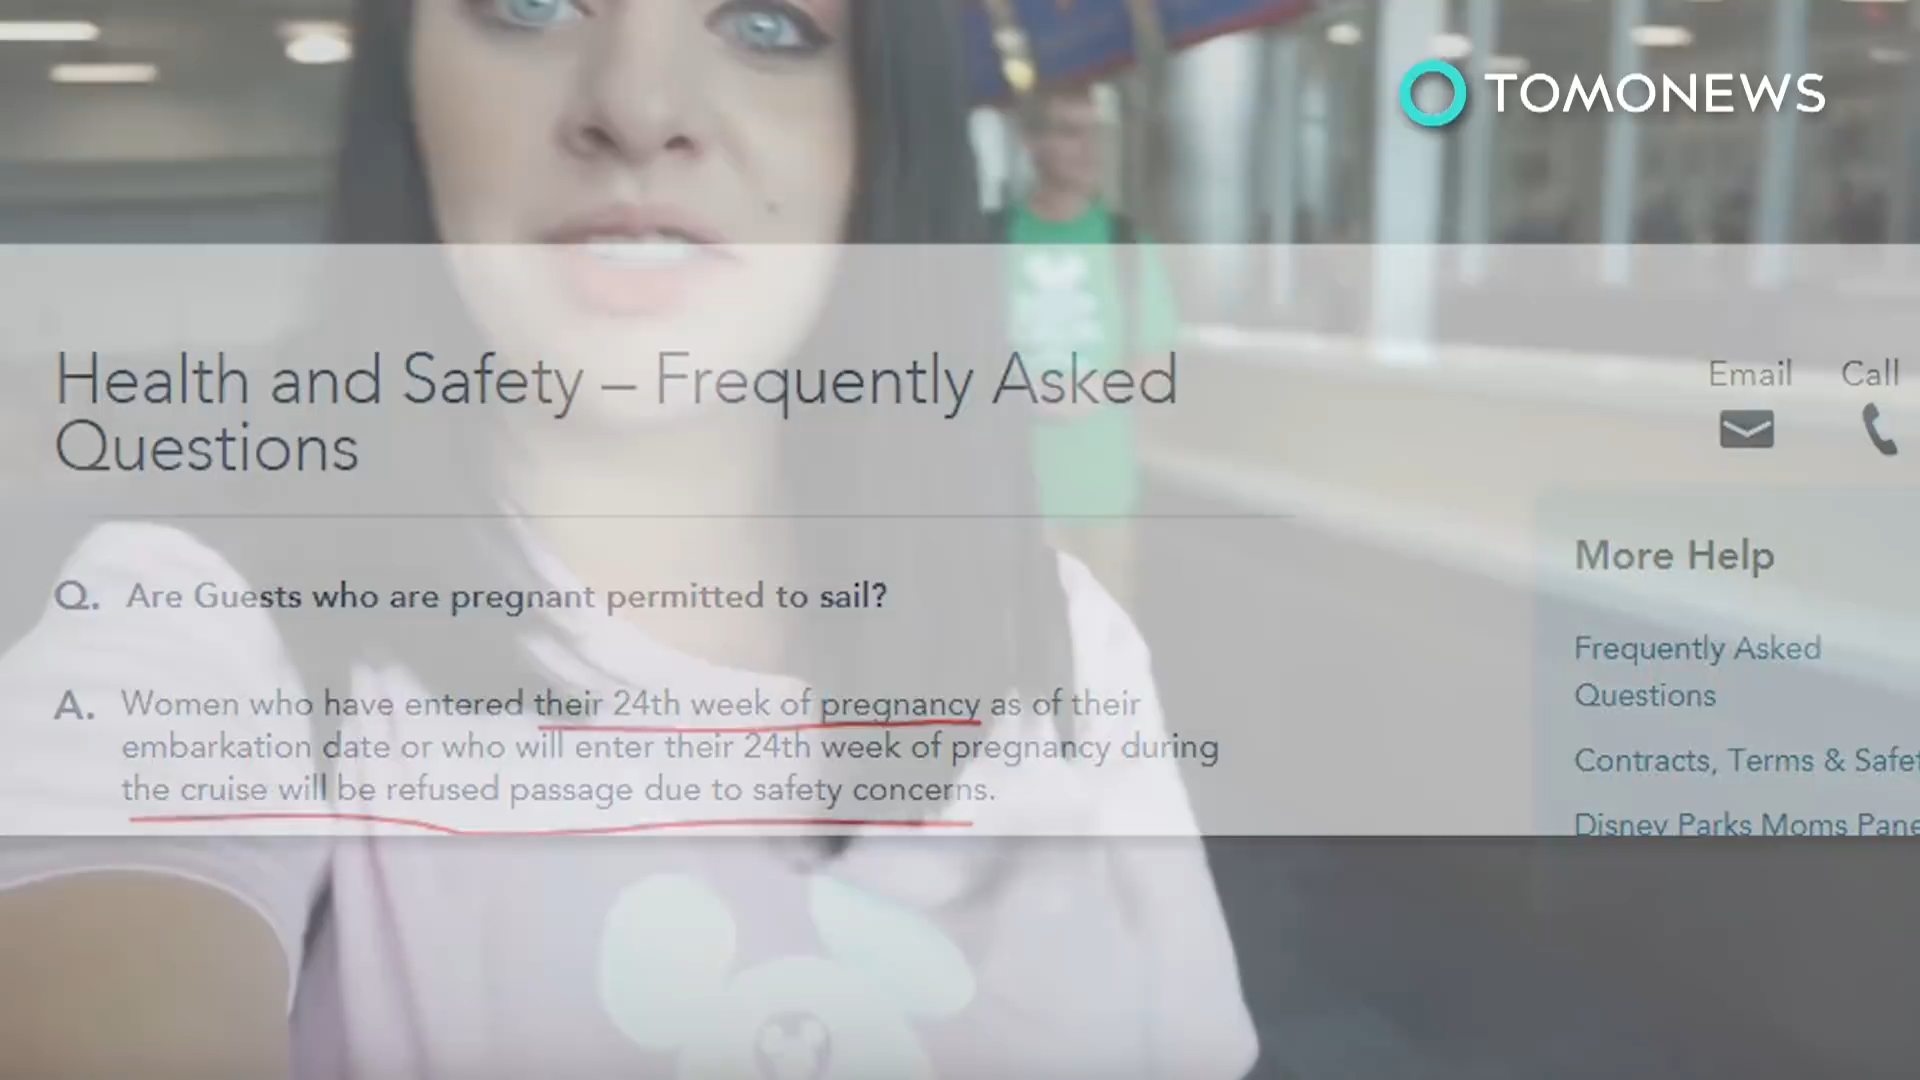 TOMONEWS
Health and Safety – Frequently Asked
Questions
Email Call
Q. Are Guests who are pregnant permitted to sail?
A. Women who have entered their 24th week of pregnancy as of their
embarkation date or who will enter their 24th week of pregnancy during
the cruise will be refused passage due to safety concerns.
More Help
Frequently Asked
Questions
Contracts, Terms & Safet
Disney Parks Moms Pane